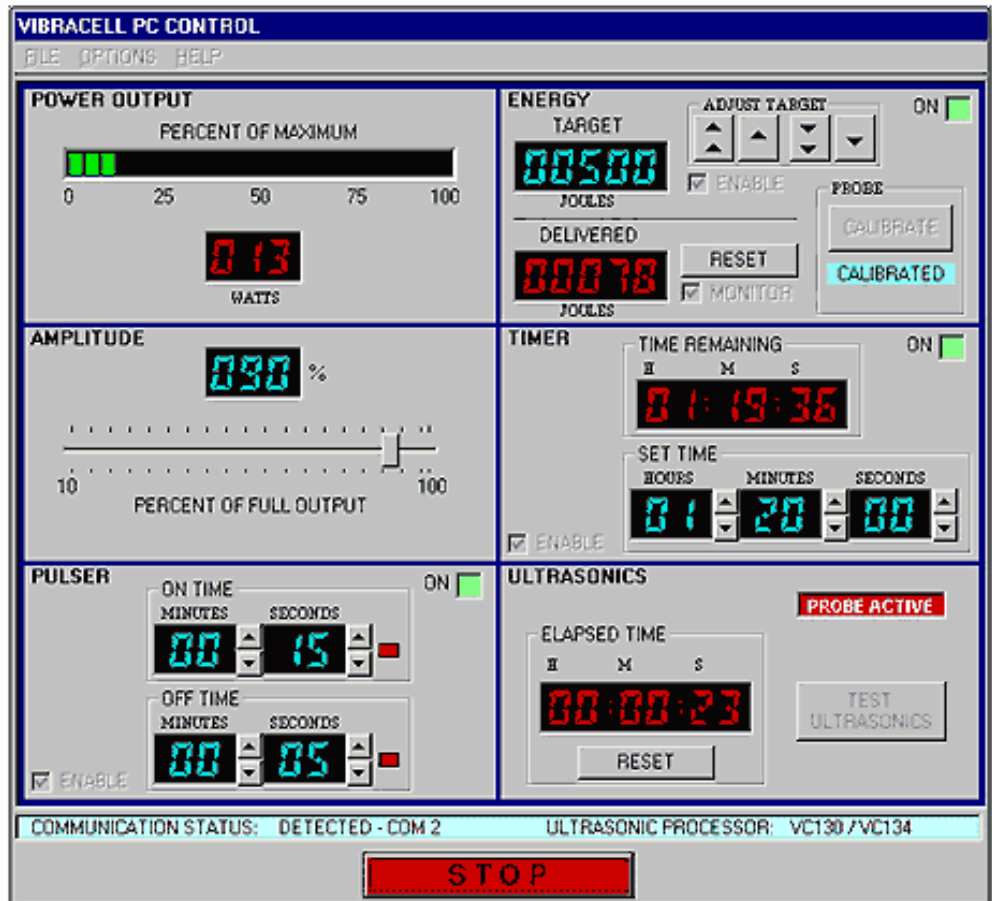 VIBRACELL PC CONTROL
FILE OPTIONS HELP
POWER OUTPUT
PERCENT OF MAXIMUM
0 25 50 75 100
013
WATTS
ENERGY
TARGET
00500
JOULES
ADJUST TARGET
ENABLE
ON
DELIVERED
00078
JOULES
RESET
MONITOR
PROBE
CALIBRATE
CALIBRATED
AMPLITUDE
090 %
10 100
PERCENT OF FULL OUTPUT
TIMER
ON
TIME REMAINING
H M S
01:19:36
SET TIME
HOURS MINUTES SECONDS
01 20 00
ENABLE
PULSER
ON
ON TIME
MINUTES SECONDS
00 15
OFF TIME
MINUTES SECONDS
00 05
ENABLE
ULTRASONICS
PROBE ACTIVE
ELAPSED TIME
H M S
00:00:23
RESET
TEST
ULTRASONICS
COMMUNICATION STATUS: DETECTED - COM 2 ULTRASONIC PROCESSOR: VC130 / VC134
STOP